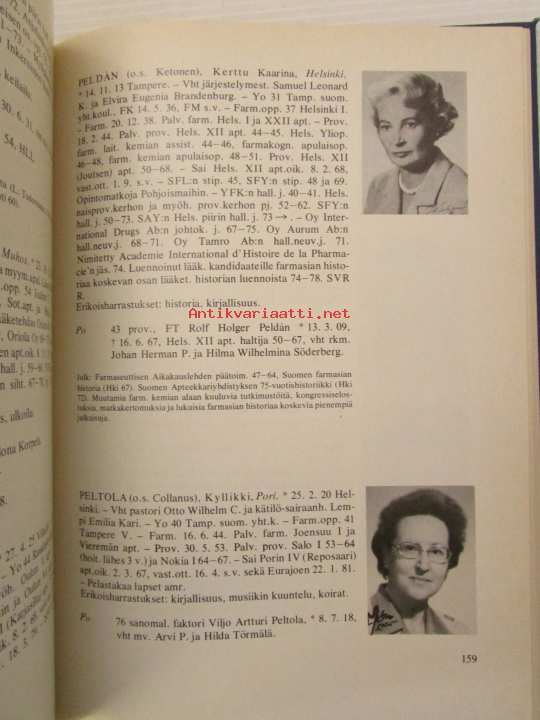 PELDÁN (o.s. Ketonen), Kerttu Kaarina, Helsinki,
* 14. 11. 13 Tampere. – Vht järjestelymest. Samuel Leonard
K. ja Elvira Eugenia Brandenburg. – Yo 31 Tamp. suom.
yht.koul., FK 14. 5. 36, FM s.v. – Farm.opp. 37 Helsinki I.
– Farm. 20. 12. 38. Palv. farm. Hels. I ja XXI apt. – Prov.
18. 2. 44. Palv. prov. Hels. XII apt. 44–45. Hels. Yliop.
farm. lait. kemian assist. 44–46, farmakogn. apulaisop.
46–48, farm. kemian apulaisop. 48–51. Prov. Hels. XII
(Joutsen) apt. 50–68. – Sai Hels. XII apt.oik. 8. 2. 68,
vast.ott. 1. 9. s.v. – SFL:n stip. 45, SFY:n stip. 48 ja 69.
Opintomatkoja Pohjoismaihin. – YFK:n hall. j. 40–41. Hels.
naisprov.kerhon ja myöh. prov.kerhon pj. 52–62. SFY:n
hall. j. 50–73. SAY:n Hels. piirin hall. j. 73 → . – Oy Inter-
national Drugs Ab:n johtok. j. 67–75. Oy Aurum Ab:n
hall.neuv.j. 68–71. Oy Tamro Ab:n hall.neuv.j. 71.
Nimitetty Academie International d'Histoire de la Pharma-
cie'n jäs. 74. Luennoinut lääk. kandidaateille farmasian histo-
riaa koskevan osan lääket. historian luennoista 74–78. SVR
R.
Erikoisharrastukset: historia, kirjallisuus.
Antikvariaatti.net
Po 43 prov., FT Rolf Holger Peldán * 13. 3. 09,
† 16. 6. 67, Hels. XII apt. haltija 50–67, vht rkm.
Johan Herman P. ja Hilma Wilhelmina Söderberg.
Julk: Farmaseuttisen Aikakauslehden päätoim. 47–64, Suomen farmasian
historia (Hki 67). Suomen Apteekkariyhdistyksen 75-vuotishistoriikki (Hki
72). Muutamia farm. kemian alaan kuuluvia tutkimustöitä, kongressiselos-
tuksia, matkakertomuksia ja lukuisia farmasian historiaa koskevia pienempiä
julkaisuja.
PELTOLA (o.s. Collanus), Kyllikki, Pori. * 25. 2. 20 Hel-
sinki. – Vht pastori Otto Wilhelm C. ja kätilö-sairaanh. Lem-
pi Emilia Kari. – Yo 40 Tamp. suom. yht.k. – Farm.opp. 41
Tampere V. – Farm. 16. 6. 44. Palv. farm. Joensuu I ja
Vieremän apt. – Prov. 30. 5. 53. Palv. prov. Salo I 53–64
(hoit. lähes 3 v.) ja Nokia I 64–67. – Sai Porin IV (Reposaari)
apt.oik. 2. 3. 67, vast.ott. 16. 4. s.v. sekä Eurajoen 22. 1. 81.
– Pelastakaa lapset amr.
Erikoisharrastukset: kirjallisuus, musiikin kuuntelu, koirat.
Po 76 sanomal. faktori Viljo Artturi Peltola, * 8. 7. 18,
vht mv. Arvi P. ja Hilda Törmälä.
159